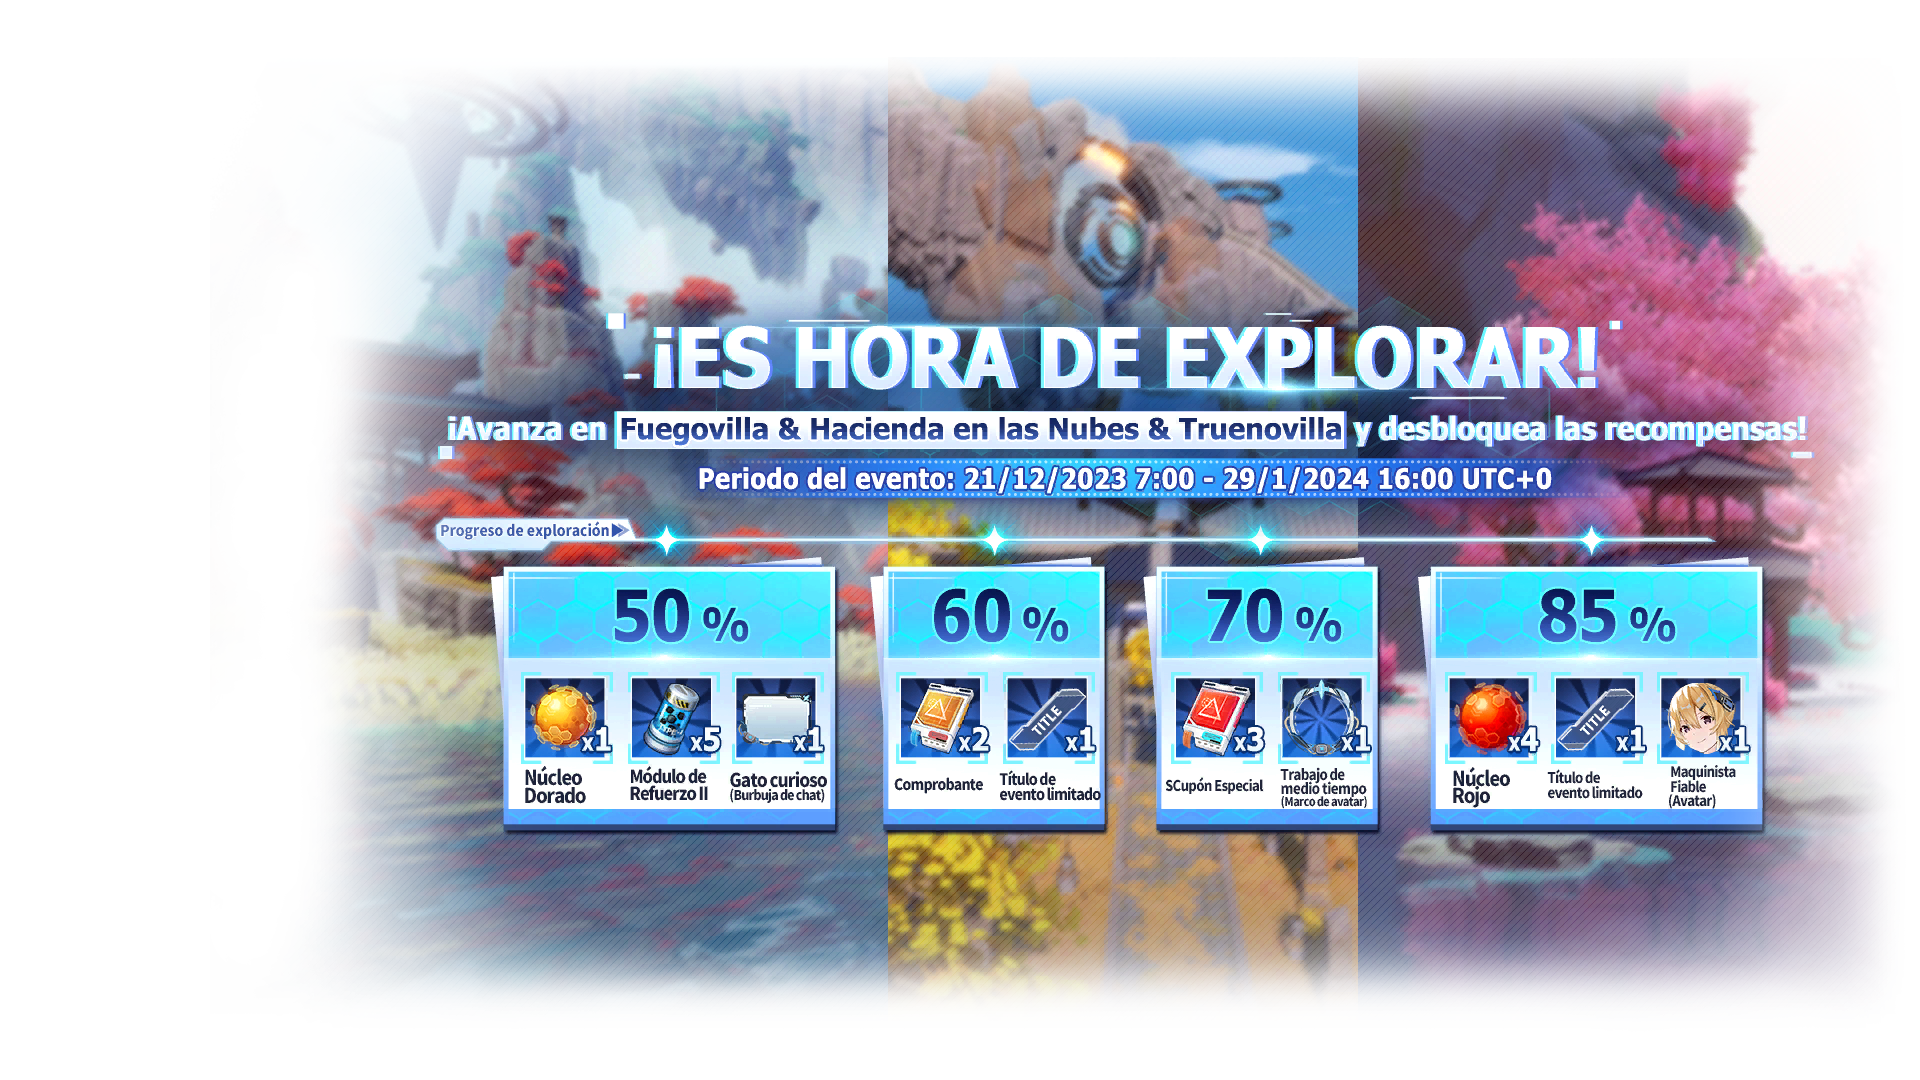 ¡ES HORA DE EXPLORAR!
¡Avanza en Fuegovilla & Hacienda en las Nubes & Truenovilla y desbloquea las recompensas!
Periodo del evento: 21/12/2023 7:00 - 29/1/2024 16:00 UTC+0
Progreso de exploración
50 %
x1
x5
x1
Núcleo
Dorado
Módulo de
Refuerzo II
Gato curioso
(Burbuja de chat)
60 %
x2
TITLE
x1
Comprobante
Título de
evento limitado
70 %
x3
x1
SCupón Especial
Trabajo de
medio tiempo
(Marco de avatar)
85 %
x4
TITLE
x1
x1
Núcleo
Rojo
Título de
evento limitado
Maquinista
Fiable
(Avatar)